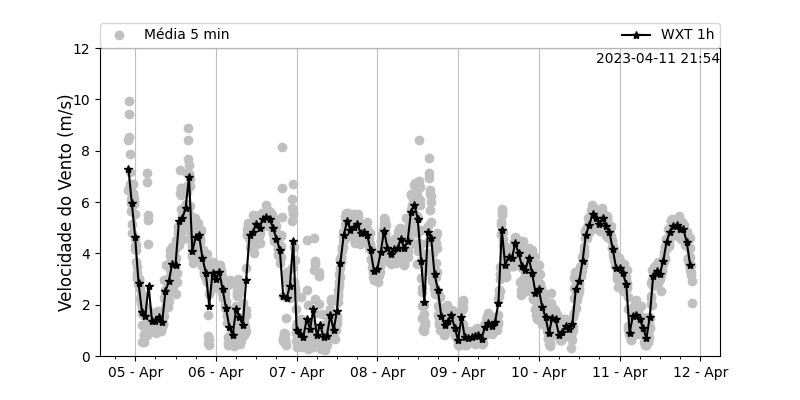 Média 5 min
WXT 1h
2023-04-11 21:54
Velocidade do Vento (m/s)
12
10
8
6
4
2
0
05 - Apr
06 - Apr
07 - Apr
08 - Apr
09 - Apr
10 - Apr
11 - Apr
12 - Apr